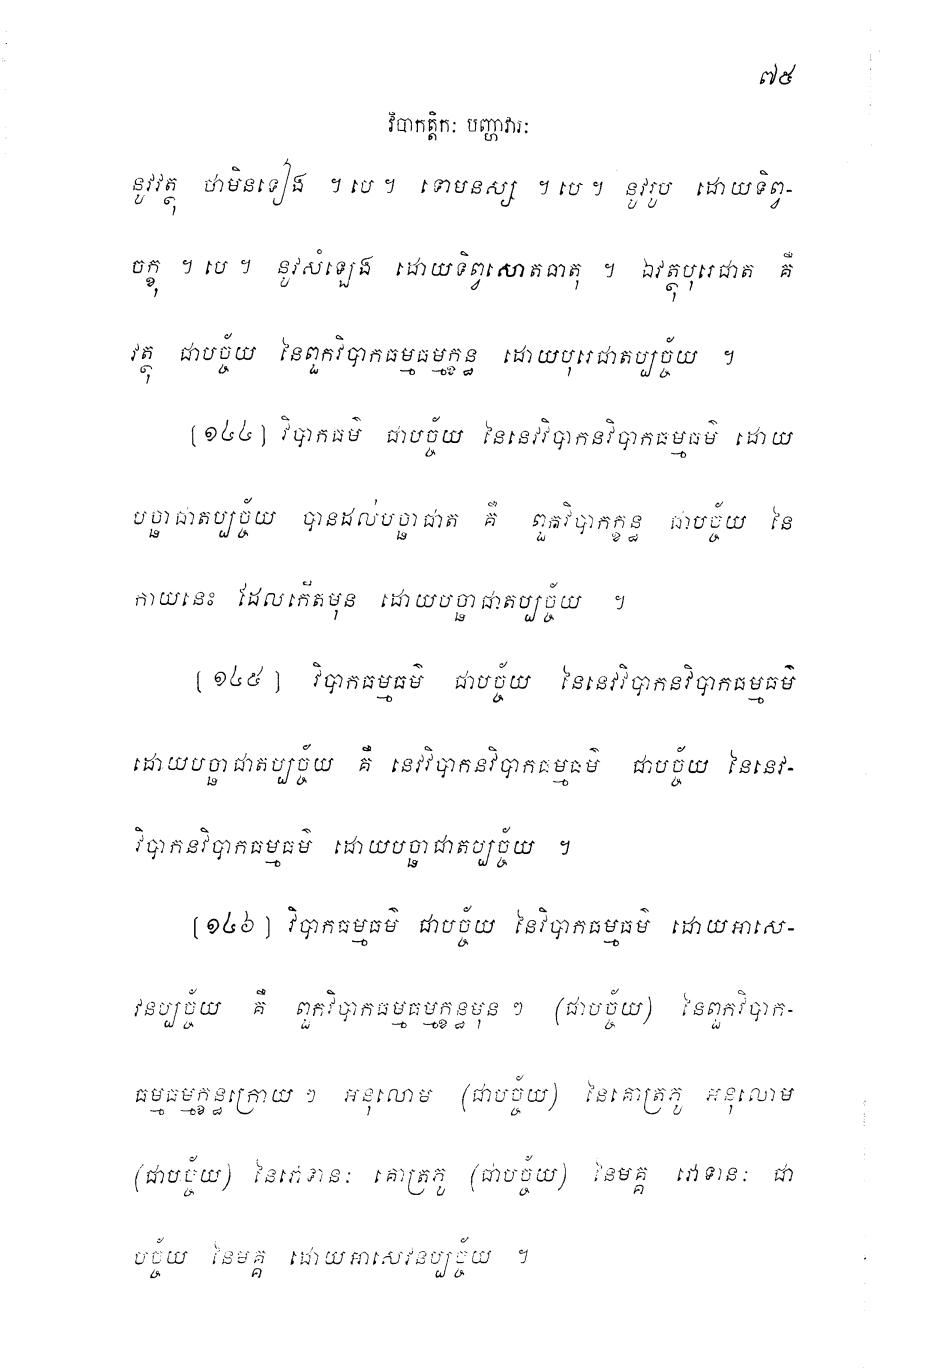 ៧៥
វិបាកត្តិកៈ បញ្ហាវារៈ
នូវវត្ថុ ថាមិនទៀង ។ បេ ។ ទោមនស្ស ។ បេ ។ នូវរូប ដោយទិព្វ-
ចក្ខុ ។ បេ ។ នូវសំឡេង ដោយទិព្វសោតធាតុ ។ ឯវត្ថុបុរេជាត គឺ
វត្ថុ ជាបច្ច័យ នៃពួកវិបាកធម្មធម្មក្ខន្ធ ដោយបុរេជាតប្បច្ច័យ ។
(១៤៤) វិបាកធម៌ ជាបច្ច័យ នៃនេវវិបាកនវិបាកធម្មធម៌ ដោយ
បច្ឆាជាតប្បច្ច័យ បានដល់បច្ឆាជាត គឺ ពួកវិបាកក្ខន្ធ ជាបច្ច័យ នៃ
កាយនេះ ដែលកើតមុន ដោយបច្ឆាជាតប្បច្ច័យ ។
(១៤៥) វិបាកធម្មធម៌ ជាបច្ច័យ នៃនេវវិបាកនវិបាកធម្មធម៌
ដោយបច្ឆាជាតប្បច្ច័យ គឺ នេវវិបាកនវិបាកធម្មធម៌ ជាបច្ច័យ នៃនេវ-
វិបាកនវិបាកធម្មធម៌ ដោយបច្ឆាជាតប្បច្ច័យ ។
(១៤៦) វិបាកធម្មធម៌ ជាបច្ច័យ នៃវិបាកធម្មធម៌ ដោយអាសេ-
វនប្បច្ច័យ គឺ ពួកវិបាកធម្មធម្មក្ខន្ធមុន ៗ (ជាបច្ច័យ) នៃពួកវិបាក-
ធម្មធម្មក្ខន្ធក្រោយ ៗ អនុលោម (ជាបច្ច័យ) នៃគោត្រភូ អនុលោម
(ជាបច្ច័យ) នៃវោទានៈ គោត្រភូ (ជាបច្ច័យ) នៃមគ្គ វោទានៈ ជា
បច្ច័យ នៃមគ្គ ដោយអាសេវនប្បច្ច័យ ។